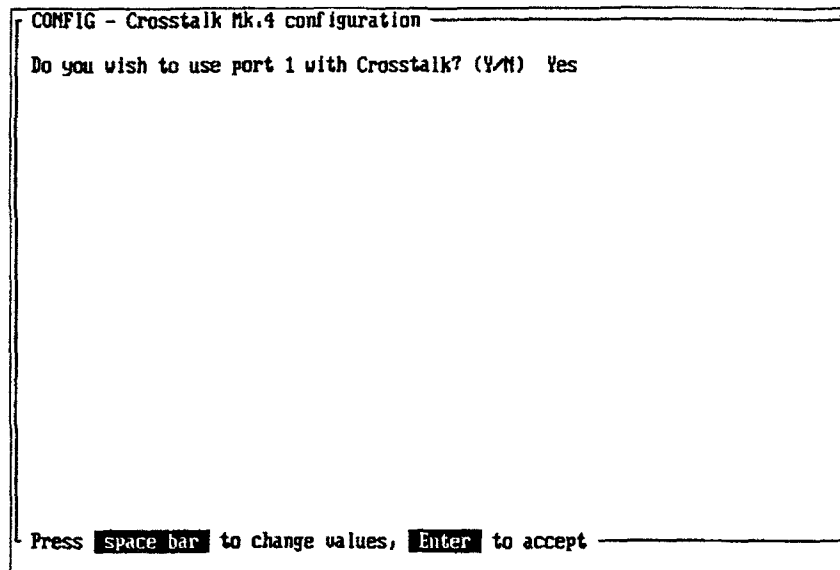 CONFIG - Crosstalk Mk.4 configuration
Do you wish to use port 1 with Crosstalk? (Y/N) Yes
Press space bar to change values, Enter to accept